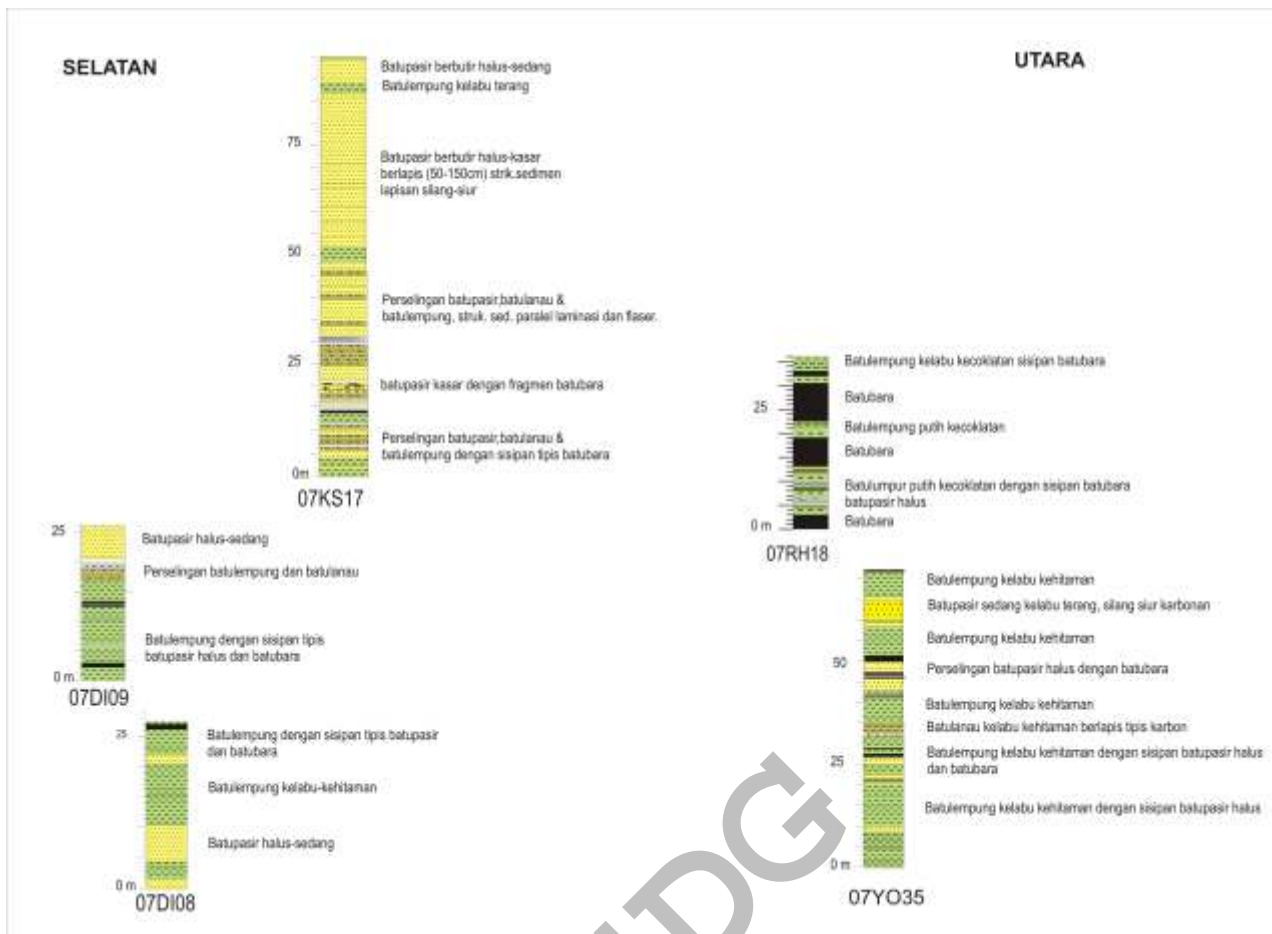 SELATAN
UTARA
Batupasir berbutir halus-sedang
Batulempung kelabu terang
75
Batupasir berbutir halus-kasar
berlapis (50-150cm) strik.sedimen
lapisan silang-siur
50
Perselingan batupasir,batulanau &
batulempung, struk. sed. paralel laminasi dan flaser.
25
batupasir kasar dengan fragmen batubara
Perselingan batupasir,batulanau &
batulempung dengan sisipan tipis batubara
0m
07KS17
Batulempung kelabu kecoklatan sisipan batubara
Batubara
25
Batulempung putih kecoklatan
Batubara
Batulumpur putih kecoklatan dengan sisipan batubara
batupasir halus
0 m
Batubara
07RH18
25
Batupasir halus-sedang
Perselingan batulempung dan batulanau
Batulempung dengan sisipan tipis
batupasir halus dan batubara
0 m
07DI09
25
Batulempung dengan sisipan tipis batupasir
dan batubara
Batulempung kelabu-kehitaman
Batupasir halus-sedang
0 m
07DI08
Batulempung kelabu kehitaman
Batupasir sedang kelabu terang, silang siur karbonan
Batulempung kelabu kehitaman
50
Perselingan batupasir halus dengan batubara
Batulempung kelabu kehitaman
Batulanau kelabu kehitaman berlapis tipis karbon
25
Batulempung kelabu kehitaman dengan sisipan batupasir halus
dan batubara
Batulempung kelabu kehitaman dengan sisipan batupasir halus
0 m
07YO35